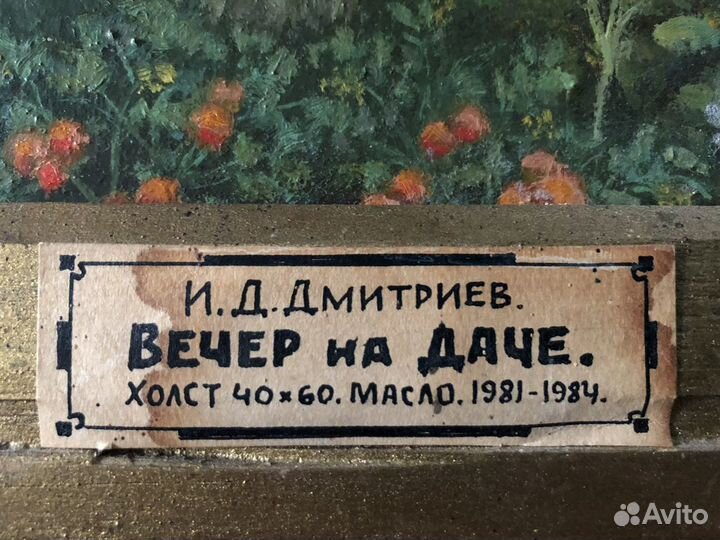 И. Д. ДМИТРИЕВ.
ВЕЧЕР НА ДАЧЕ.
ХОЛСТ 40×60. МАСЛО. 1981-1984.
Avito